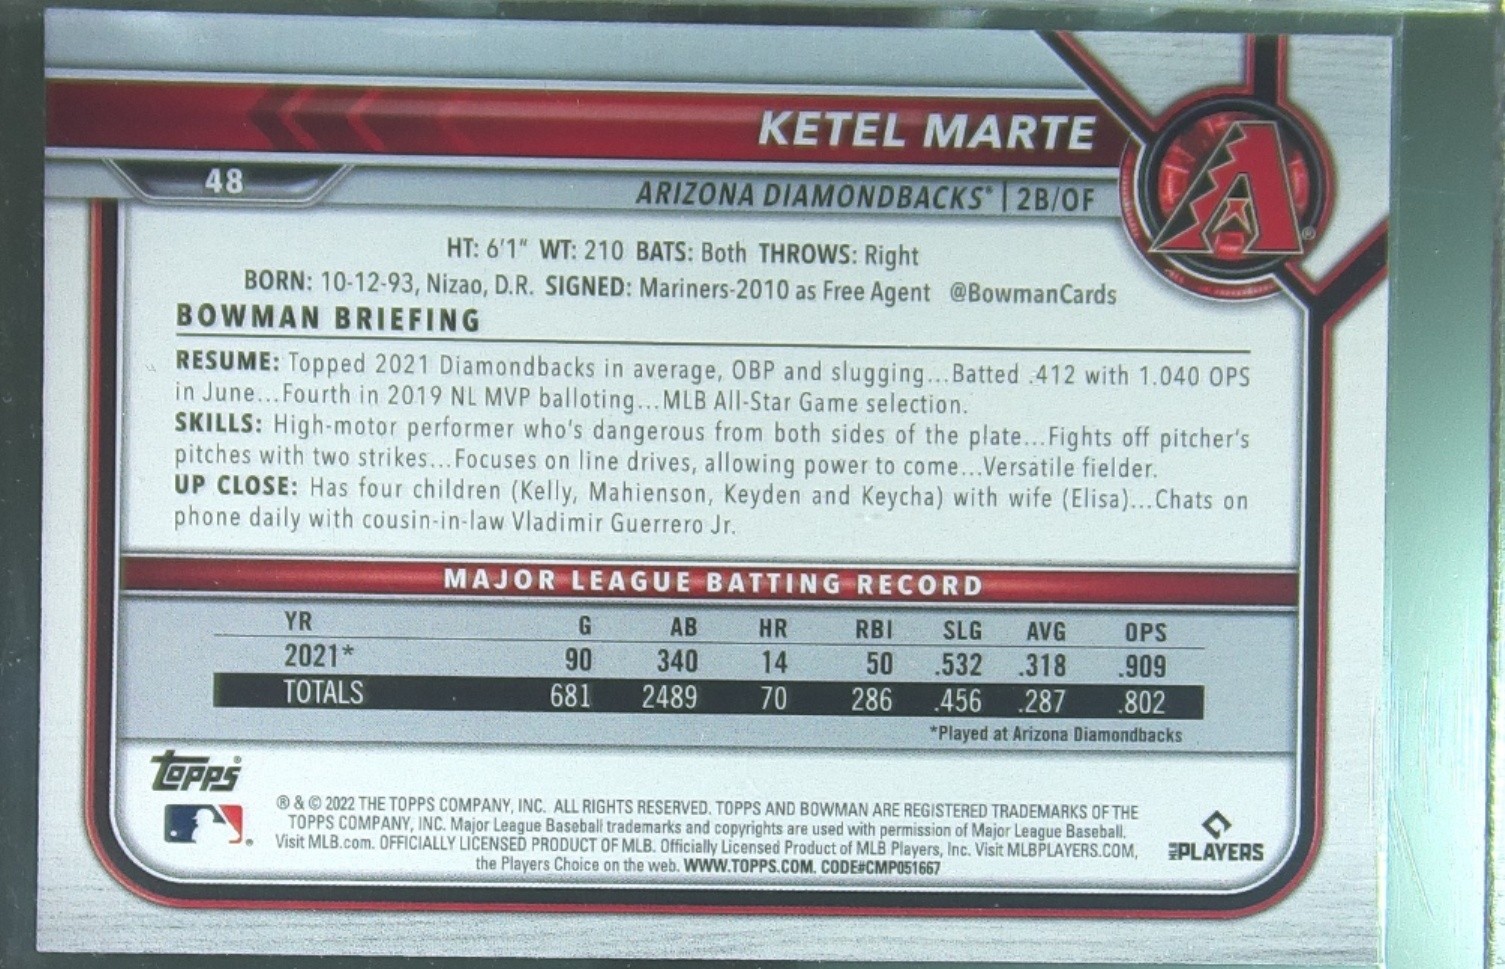 KETEL MARTE
48
ARIZONA DIAMONDBACKS® | 2B/OF
HT: 6'1" WT: 210 BATS: Both THROWS: Right
BORN: 10-12-93, Nizao, D.R. SIGNED: Mariners-2010 as Free Agent @BowmanCards
BOWMAN BRIEFING
RESUME: Topped 2021 Diamondbacks in average, OBP and slugging...Batted .412 with 1.040 OPS
in June...Fourth in 2019 NL MVP balloting...MLB All-Star Game selection.
SKILLS: High-motor performer who's dangerous from both sides of the plate...Fights off pitcher's
pitches with two strikes...Focuses on line drives, allowing power to come...Versatile fielder.
UP CLOSE: Has four children (Kelly, Mahienson, Keyden and Keycha) with wife (Elisa)...Chats on
phone daily with cousin-in-law Vladimir Guerrero Jr.
MAJOR LEAGUE BATTING RECORD
YR G AB HR RBI SLG AVG OPS
2021* 90 340 14 50 .532 .318 .909
TOTALS 681 2489 70 286 .456 .287 .802
*Played at Arizona Diamondbacks
Topps®
® & © 2022 THE TOPPS COMPANY, INC. ALL RIGHTS RESERVED. TOPPS AND BOWMAN ARE REGISTERED TRADEMARKS OF THE
TOPPS COMPANY, INC. Major League Baseball trademarks and copyrights are used with permission of Major League Baseball.
Visit MLB.com. OFFICIALLY LICENSED PRODUCT OF MLB. Officially Licensed Product of MLB Players, Inc. Visit MLBPLAYERS.COM,
the Players Choice on the web. WWW.TOPPS.COM. CODE#CMP051667
MLB PLAYERS